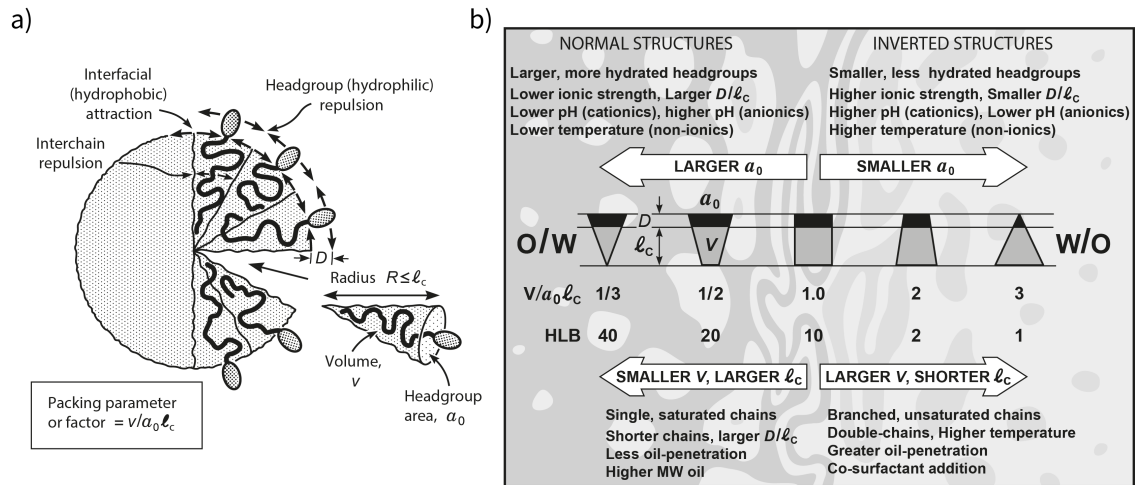 a)
Interfacial
(hydrophobic)
attraction
Headgroup (hydrophilic)
repulsion
Interchain
repulsion
D
Radius R ≤ ℓc
Volume,
v
Headgroup
area, a0
Packing parameter
or factor = v/a0ℓc
b)
NORMAL STRUCTURES
Larger, more hydrated headgroups
Lower ionic strength, Larger D/ℓC
Lower pH (cationics), higher pH (anionics)
Lower temperature (non-ionics)
INVERTED STRUCTURES
Smaller, less hydrated headgroups
Higher ionic strength, Smaller D/ℓC
Higher pH (cationics), Lower pH (anionics)
Higher temperature (non-ionics)
LARGER a0
SMALLER a0
a0
D
O/W ℓC V W/O
V/a0ℓC 1/3 1/2 1.0 2 3
HLB 40 20 10 2 1
SMALLER V, LARGER ℓC
LARGER V, SHORTER ℓC
Single, saturated chains
Shorter chains, larger D/ℓC
Less oil-penetration
Higher MW oil
Branched, unsaturated chains
Double-chains, Higher temperature
Greater oil-penetration
Co-surfactant addition